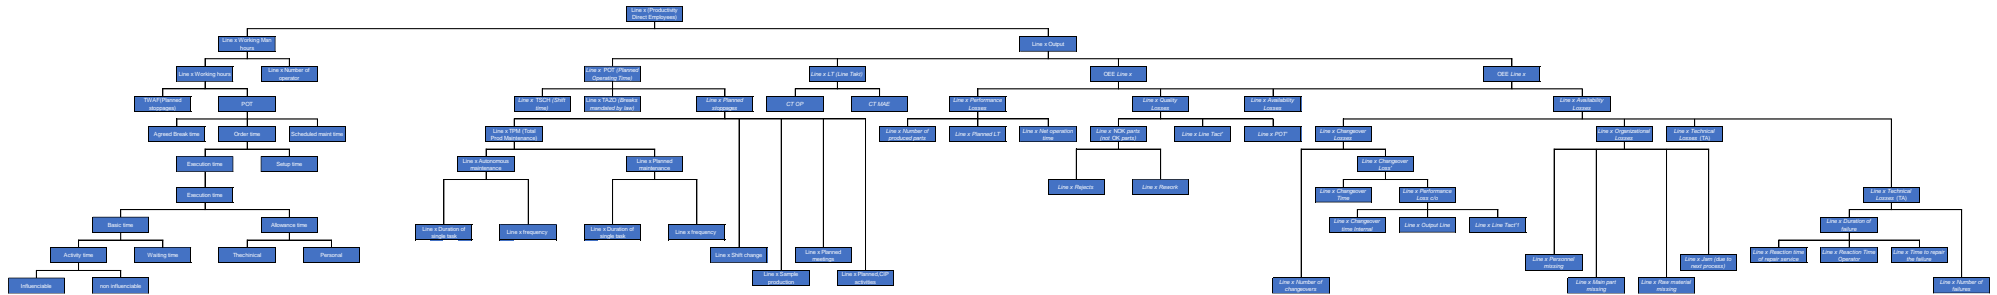 Line x (Productivity
Direct Employees)
Line x Working Man
hours
Line x Output
Line x Working hours
Line x Number of
operator
Line x POT (Planned
Operating Time)
Line x LT (Line Takt)
OEE Line x
OEE Line x
TWAF(Planned
stoppages)
POT
Line x TSCH (Shift
time)
Line x TAZO (Breaks
mandated by law)
Line x Planned
stoppages
CT OP
CT MAE
Line x Performance
Losses
Line x Quality
Losses
Line x Availability
Losses
Line x Availability
Losses
Agreed Break time
Order time
Scheduled maint time
Line x TPM (Total
Prod Maintenance)
Line x Number of
produced parts
Line x Planned LT
Line x Net operation
time
Line x NOK parts
(not OK parts)
Line x Line Tact'
Line x POT'
Line x Changeover
Losses
Line x Organizational
Losses
Line x Technical
Losses (TA)
Execution time
Setup time
Line x Autonomous
maintenance
Line x Planned
maintenance
Line x Changeover
Loss'
Execution time
Line x Rejects
Line x Rework
Line x Changeover
Time
Line x Performance
Loss c/o
Line x Technical
Losses (TA)
Basic time
Allowance time
Line x Duration of
single task
Line x frequency
Line x Duration of
single task
Line x frequency
Line x Changeover
time Internal
Line x Output Line
Line x Line Tact''
Line x Duration of
failure
Activity time
Waiting time
Thechinical
Personal
Line x Shift change
Line x Planned
meetings
Line x Personnel
missing
Line x Jam (due to
next process)
Line x Reaction time
of repair service
Line x Reaction Time
Operator
Line x Time to repair
the failure
Influenciable
non influenciable
Line x Sample
production
Line x Planned,CIP
activities
Line x Number of
changeovers
Line x Main part
missing
Line x Raw material
missing
Line x Number of
failures